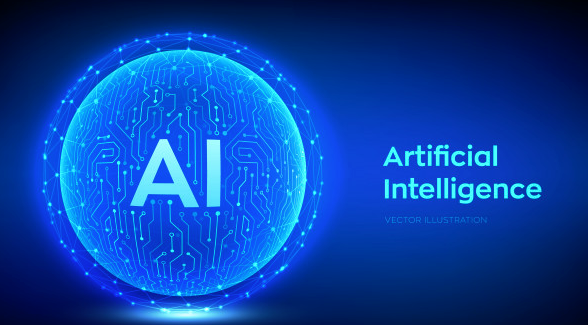 AI
Artificial
Intelligence
VECTOR ILLUSTRATION